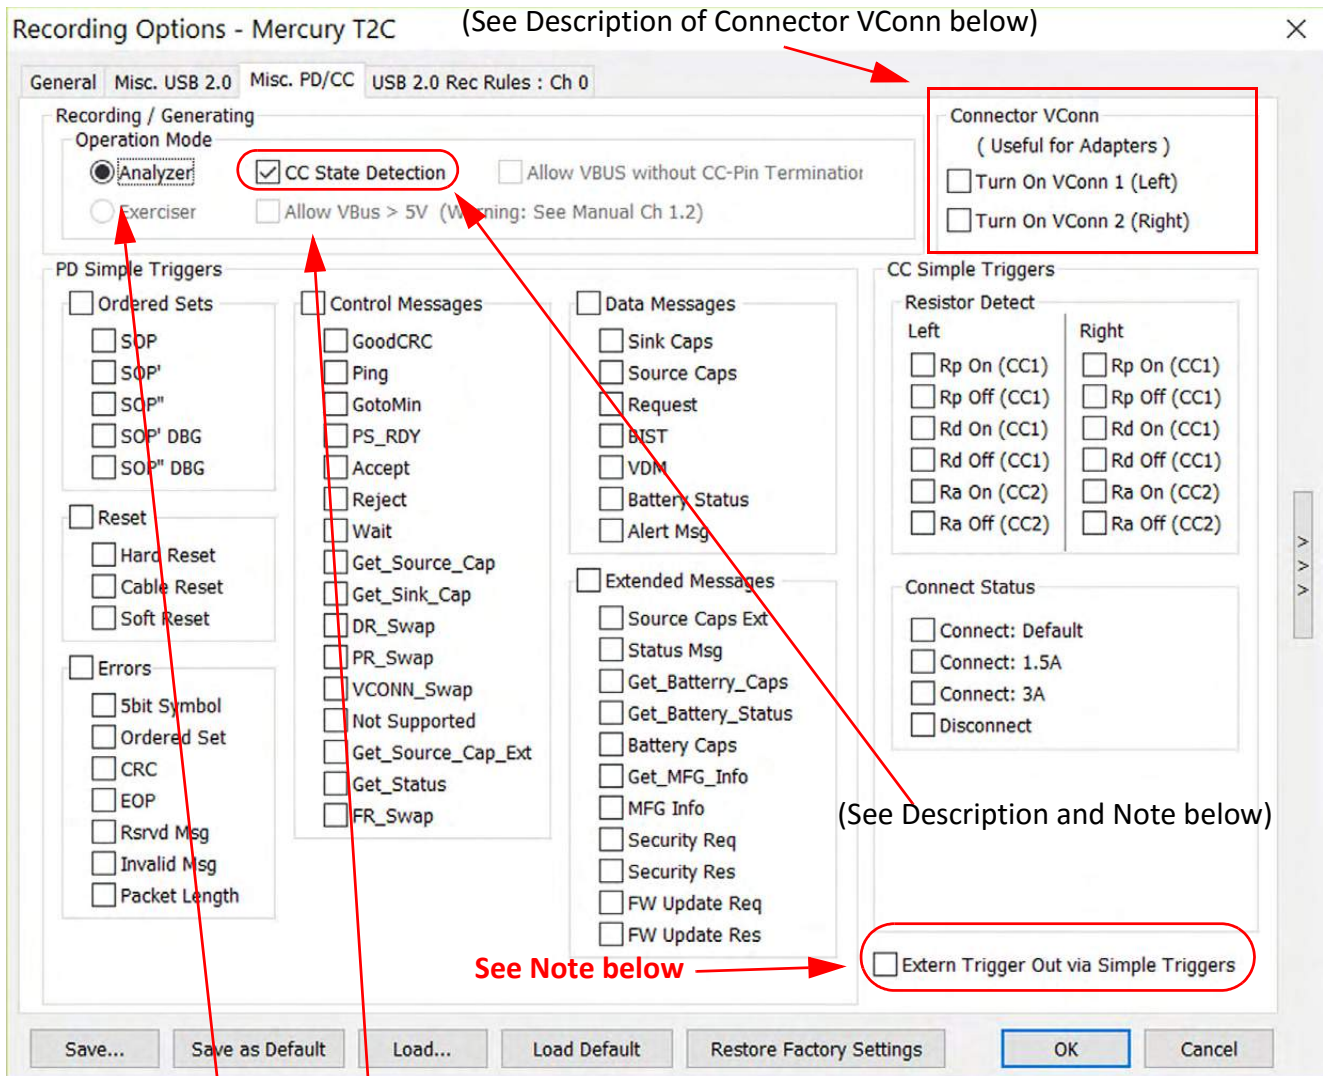 (See Description of Connector VConn below)
Recording Options - Mercury T2C
General
Misc. USB 2.0
Misc. PD/CC
USB 2.0 Rec Rules : Ch 0
Recording / Generating
Operation Mode
Analyzer
CC State Detection
Allow VBUS without CC-Pin Termination
Exerciser
Allow VBus > 5V (Warning: See Manual Ch 1.2)
Connector VConn
( Useful for Adapters )
Turn On VConn 1 (Left)
Turn On VConn 2 (Right)
PD Simple Triggers
Ordered Sets
SOP
SOP'
SOP"
SOP' DBG
SOP" DBG
Reset
Hard Reset
Cable Reset
Soft Reset
Errors
5bit Symbol
Ordered Set
CRC
EOP
Rsrvd Msg
Invalid Msg
Packet Length
Control Messages
GoodCRC
Ping
GotoMin
PS_RDY
Accept
Reject
Wait
Get_Source_Cap
Get_Sink_Cap
DR_Swap
PR_Swap
VCONN_Swap
Not Supported
Get_Source_Cap_Ext
Get_Status
FR_Swap
Data Messages
Sink Caps
Source Caps
Request
BIST
VDM
Battery Status
Alert Msg
Extended Messages
Source Caps Ext
Status Msg
Get_Batterry_Caps
Get_Battery_Status
Battery Caps
Get_MFG_Info
MFG Info
Security Req
Security Res
FW Update Req
FW Update Res
CC Simple Triggers
Resistor Detect
Left
Rp On (CC1)
Rp Off (CC1)
Rd On (CC1)
Rd Off (CC1)
Ra On (CC2)
Ra Off (CC2)
Right
Rp On (CC1)
Rp Off (CC1)
Rd On (CC1)
Rd Off (CC1)
Ra On (CC2)
Ra Off (CC2)
Connect Status
Connect: Default
Connect: 1.5A
Connect: 3A
Disconnect
(See Description and Note below)
See Note below
Extern Trigger Out via Simple Triggers
>
>
>
Save...
Save as Default
Load...
Load Default
Restore Factory Settings
OK
Cancel